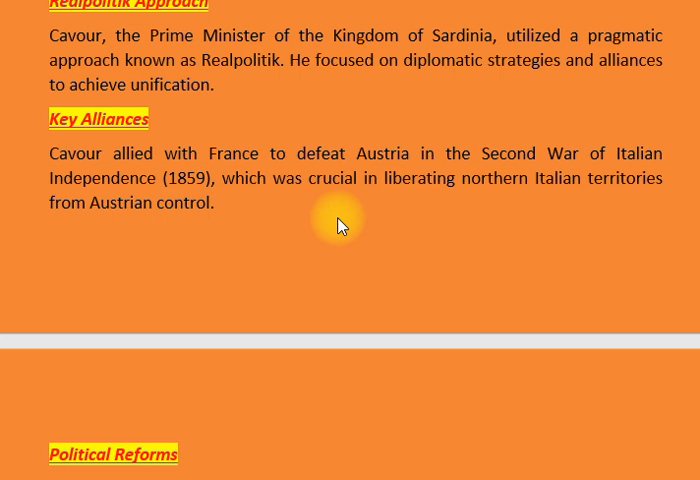 Realpolitik Approach
Cavour, the Prime Minister of the Kingdom of Sardinia, utilized a pragmatic
approach known as Realpolitik. He focused on diplomatic strategies and alliances
to achieve unification.
Key Alliances
Cavour allied with France to defeat Austria in the Second War of Italian
Independence (1859), which was crucial in liberating northern Italian territories
from Austrian control.
Political Reforms